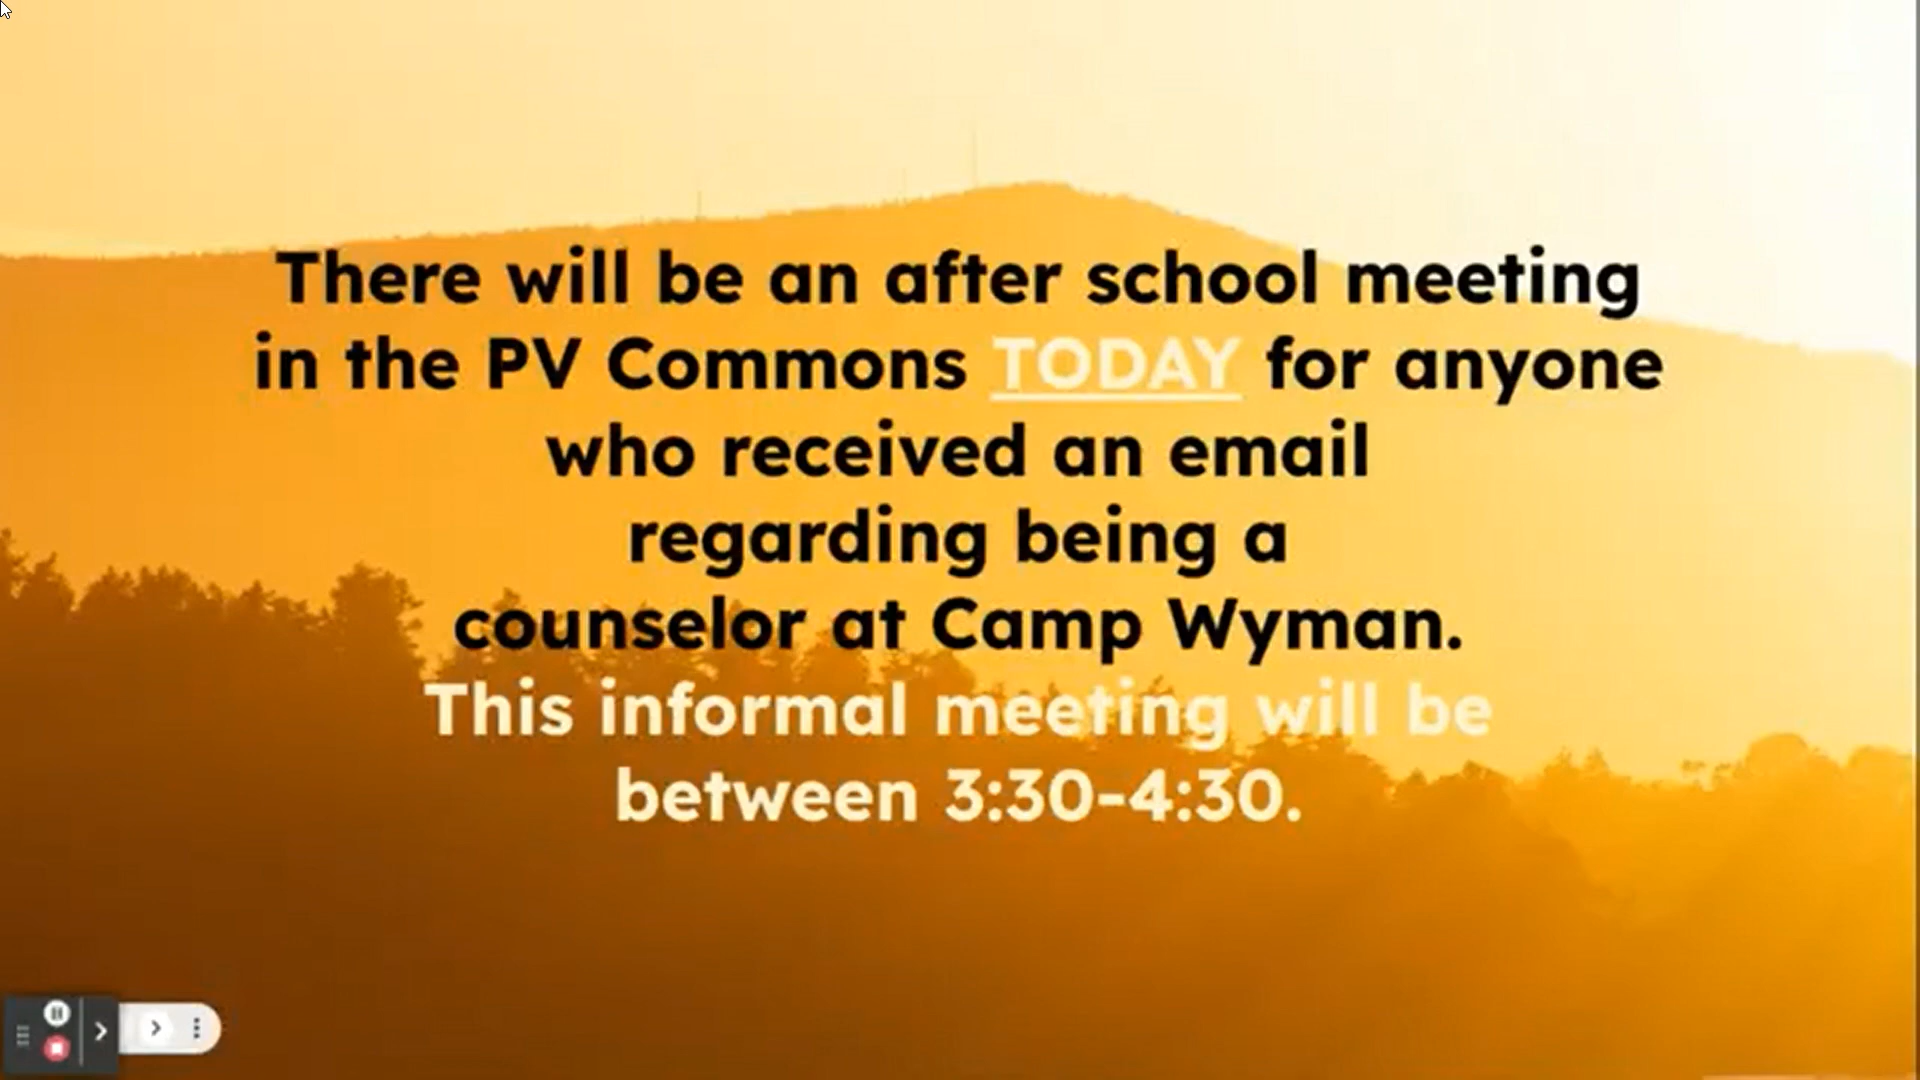 There will be an after school meeting
in the PV Commons TODAY for anyone
who received an email
regarding being a
counselor at Camp Wyman.
This informal meeting will be
between 3:30-4:30.